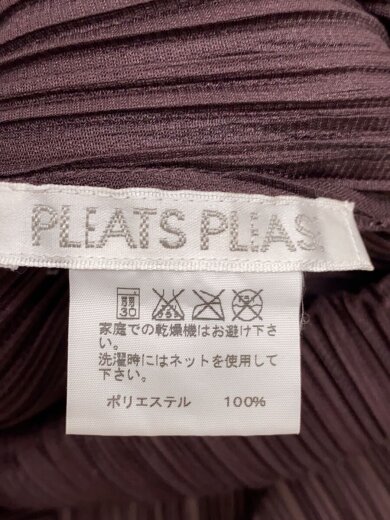 PLEATS PLEAS
30
家庭での乾燥機はお避け下さ
い。
洗濯時にはネットを使用して
下さい。
ポリエステル 100%